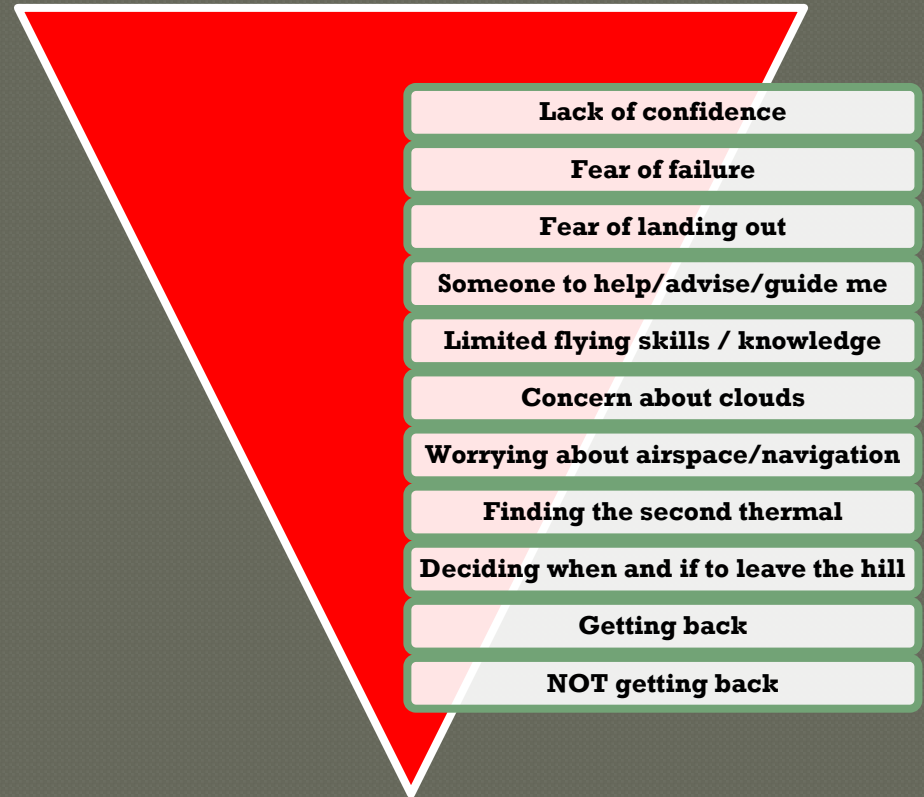 Lack of confidence
Fear of failure
Fear of landing out
Someone to help/advise/guide me
Limited flying skills / knowledge
Concern about clouds
Worrying about airspace/navigation
Finding the second thermal
Deciding when and if to leave the hill
Getting back
NOT getting back